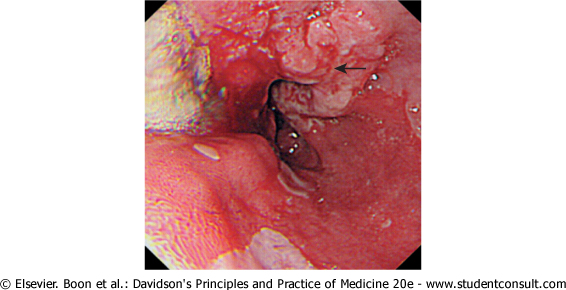 © Elsevier. Boon et al.: Davidson's Principles and Practice of Medicine 20e - www.studentconsult.com